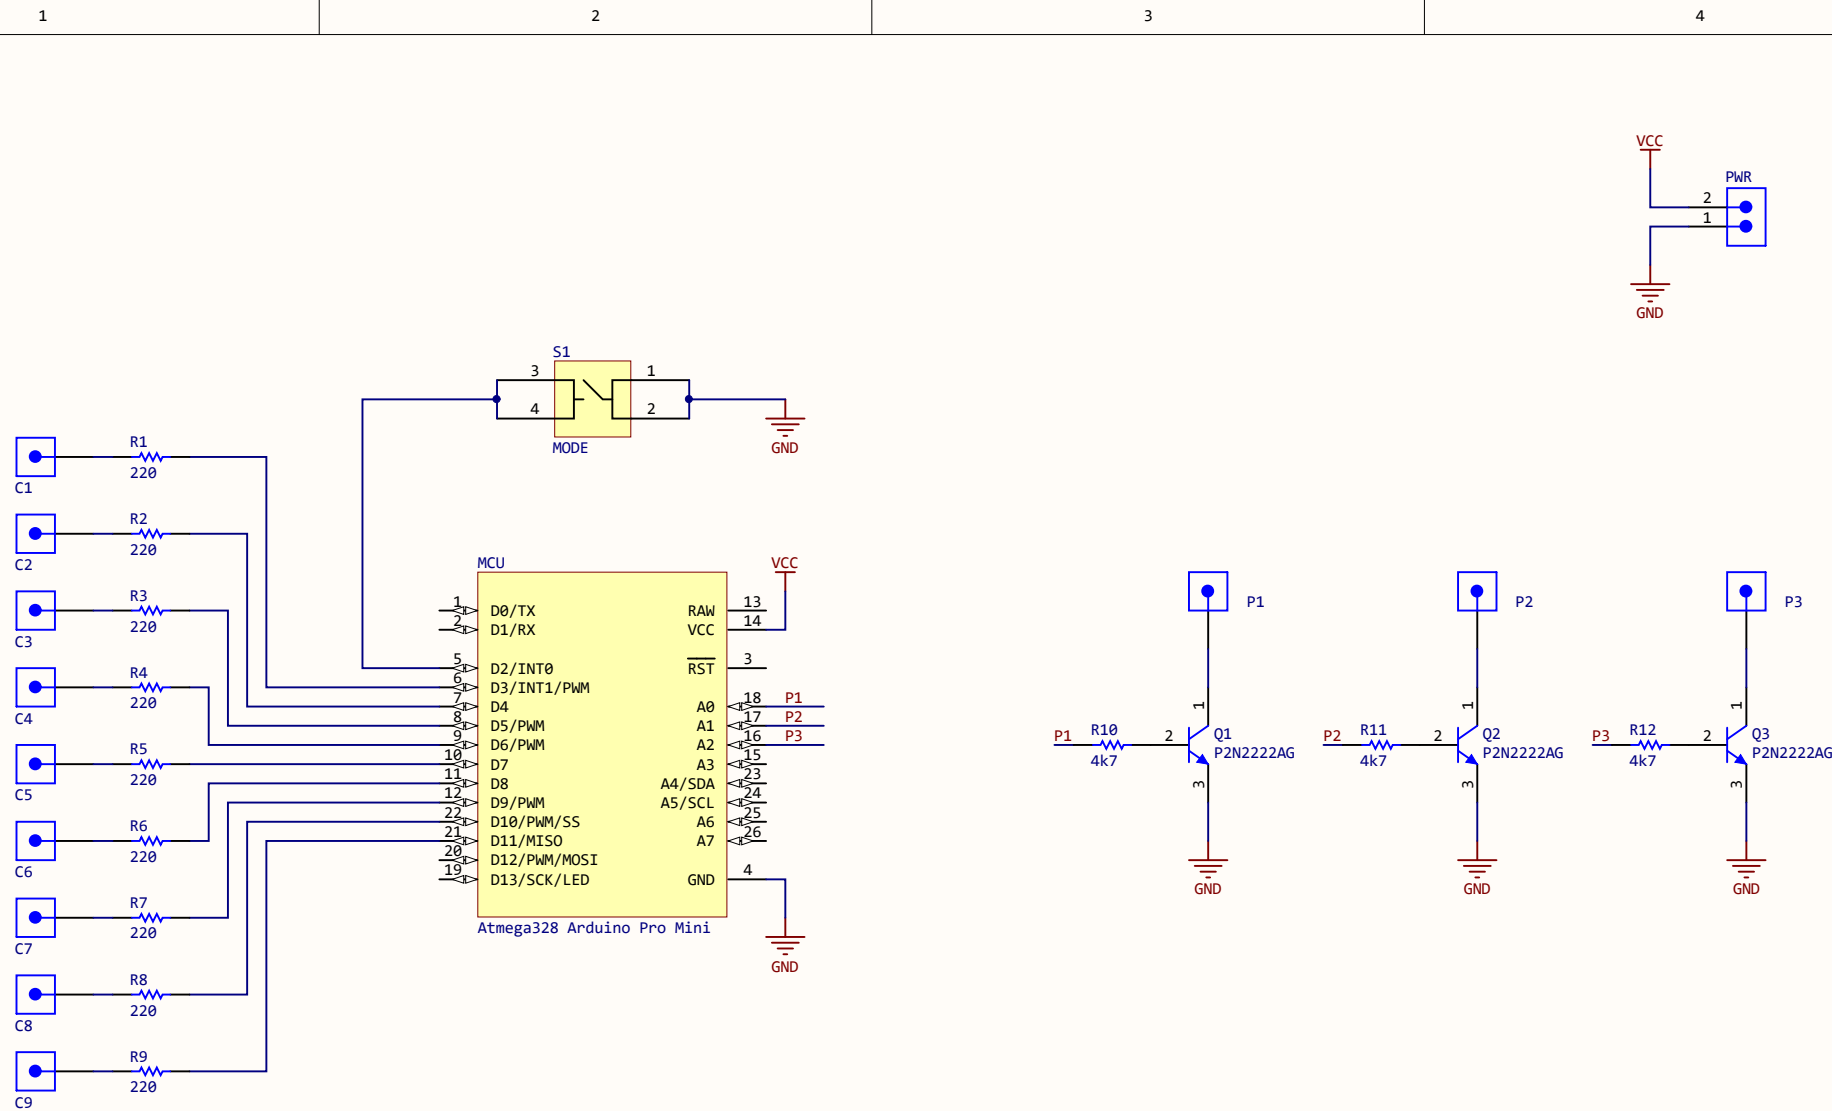 1 2 3 4
VCC
PWR
2
1
GND
S1
3 1
4 2
MODE
GND
R1
220
C1
R2
220
C2
R3
220
C3
R4
220
C4
R5
220
C5
R6
220
C6
R7
220
C7
R8
220
C8
R9
220
C9
MCU
VCC
1 D0/TX RAW 13
2 D1/RX VCC 14
5 D2/INT0 RST 3
6 D3/INT1/PWM
7 D4 A0 18 P1
8 D5/PWM A1 17 P2
9 D6/PWM A2 16 P3
10 D7 A3 15
11 D8 A4/SDA 23
12 D9/PWM A5/SCL 24
22 D10/PWM/SS A6 25
21 D11/MISO A7 26
20 D12/PWM/MOSI
19 D13/SCK/LED GND 4
Atmega328 Arduino Pro Mini
GND
P1
1
P1 R10 2 Q1
4k7 P2N2222AG
3
GND
P2
1
P2 R11 2 Q2
4k7 P2N2222AG
3
GND
P3
1
P3 R12 2 Q3
4k7 P2N2222AG
3
GND